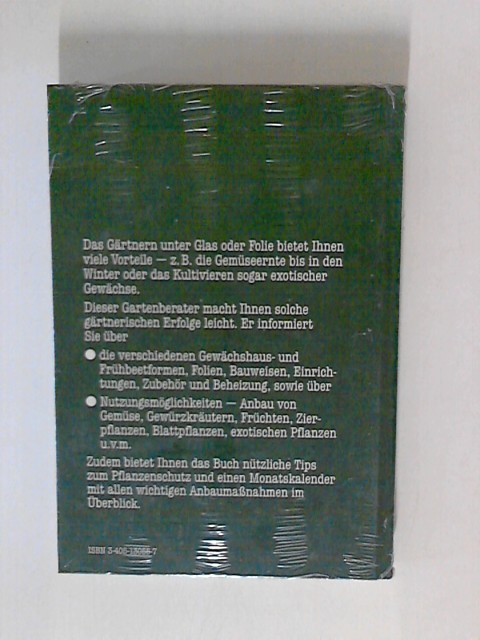 Das Gärtnern unter Glas oder Folie bietet Ihnen
viele Vorteile – z. B. die Gemüseernte bis in den
Winter oder das Kultivieren sogar exotischer
Gewächse.
Dieser Gartenberater macht Ihnen solche
gärtnerischen Erfolge leicht. Er informiert
Sie über
● die verschiedenen Gewächshaus- und
Frühbeetformen, Folien, Bauweisen, Einrich-
tungen, Zubehör und Beheizung, sowie über
● Nutzungsmöglichkeiten – Anbau von
Gemüse, Gewürzkräutern, Früchten, Zier-
pflanzen, Blattpflanzen, exotischen Pflanzen
u.v.m.
Zudem bietet Ihnen das Buch nützliche Tips
zum Pflanzenschutz und einen Monatskalender
mit allen wichtigen Anbaumaßnahmen im
Überblick.
ISBN